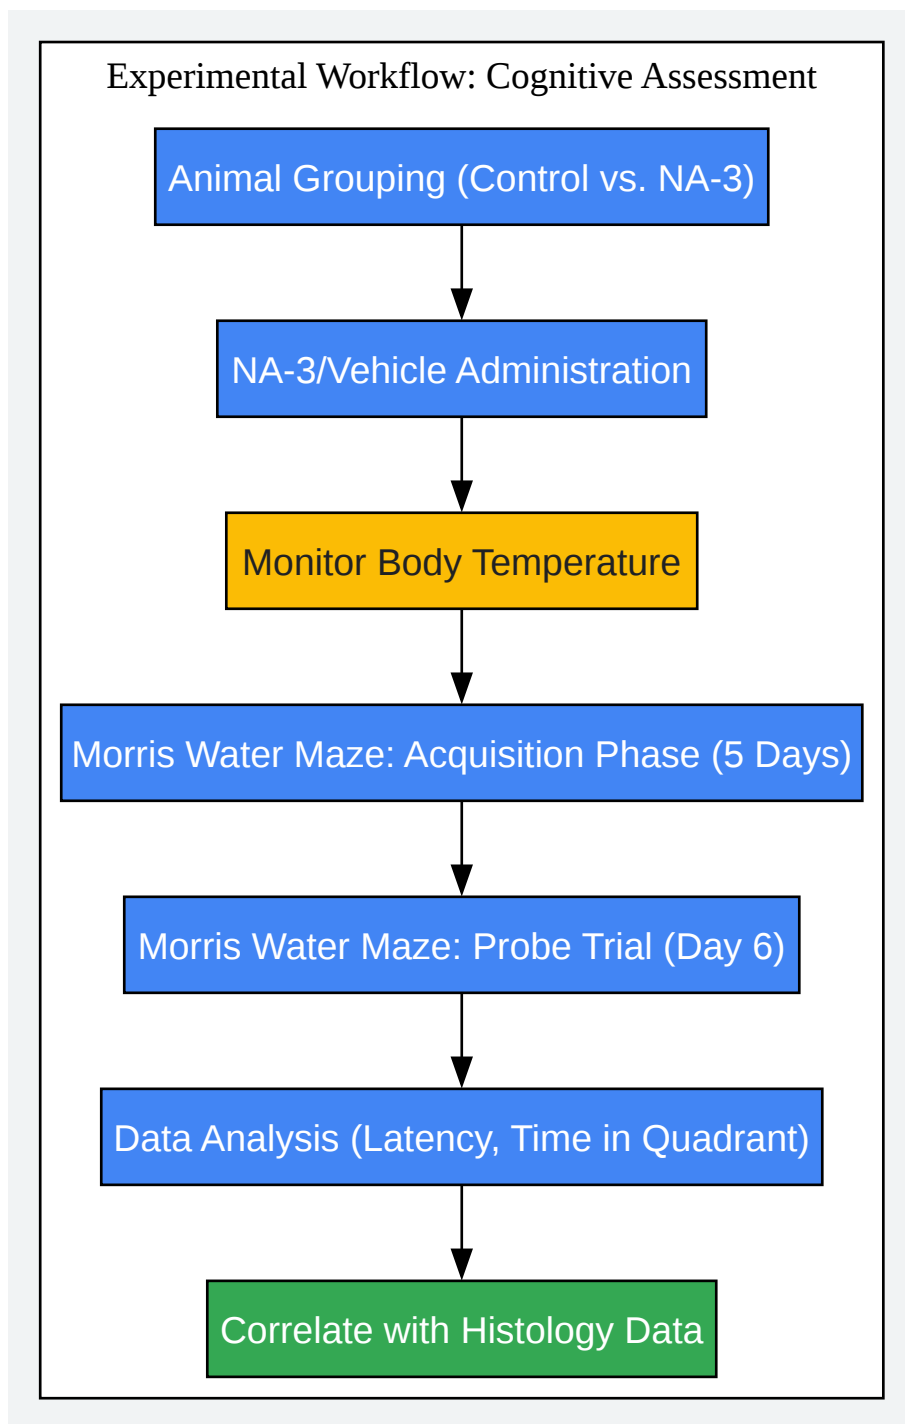 Experimental Workflow: Cognitive Assessment
Animal Grouping (Control vs. NA-3)
NA-3/Vehicle Administration
Monitor Body Temperature
Morris Water Maze: Acquisition Phase (5 Days)
Morris Water Maze: Probe Trial (Day 6)
Data Analysis (Latency, Time in Quadrant)
Correlate with Histology Data